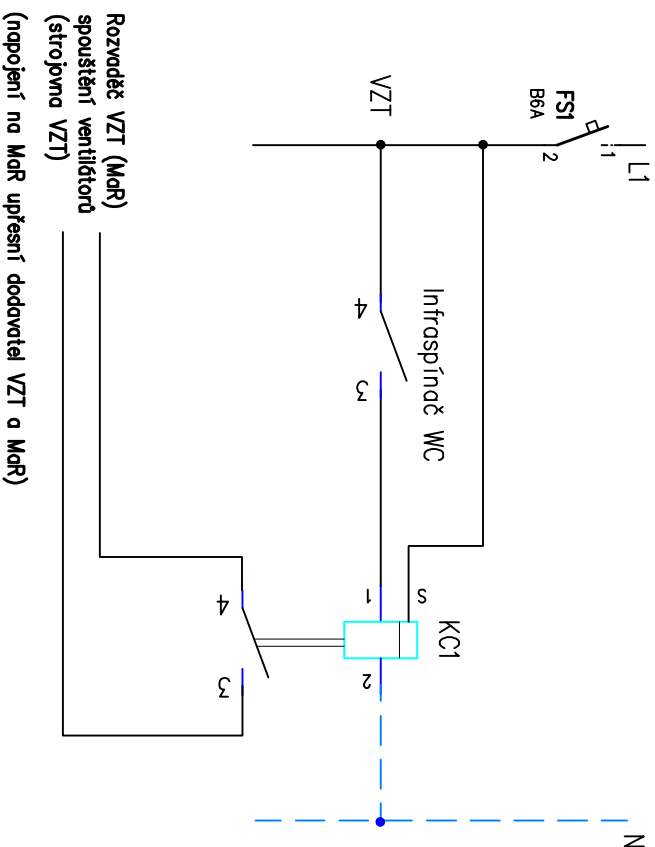 L1
1
2
FS1
B6A
VZT
Infraspínač WC
4
3
S
KC1
1
2
4
3
N
Rozvaděč VZT (MaR)
spouštění ventilátorů
(strojovna VZT)
(napojení na MaR upřesní dodavatel VZT a MaR)